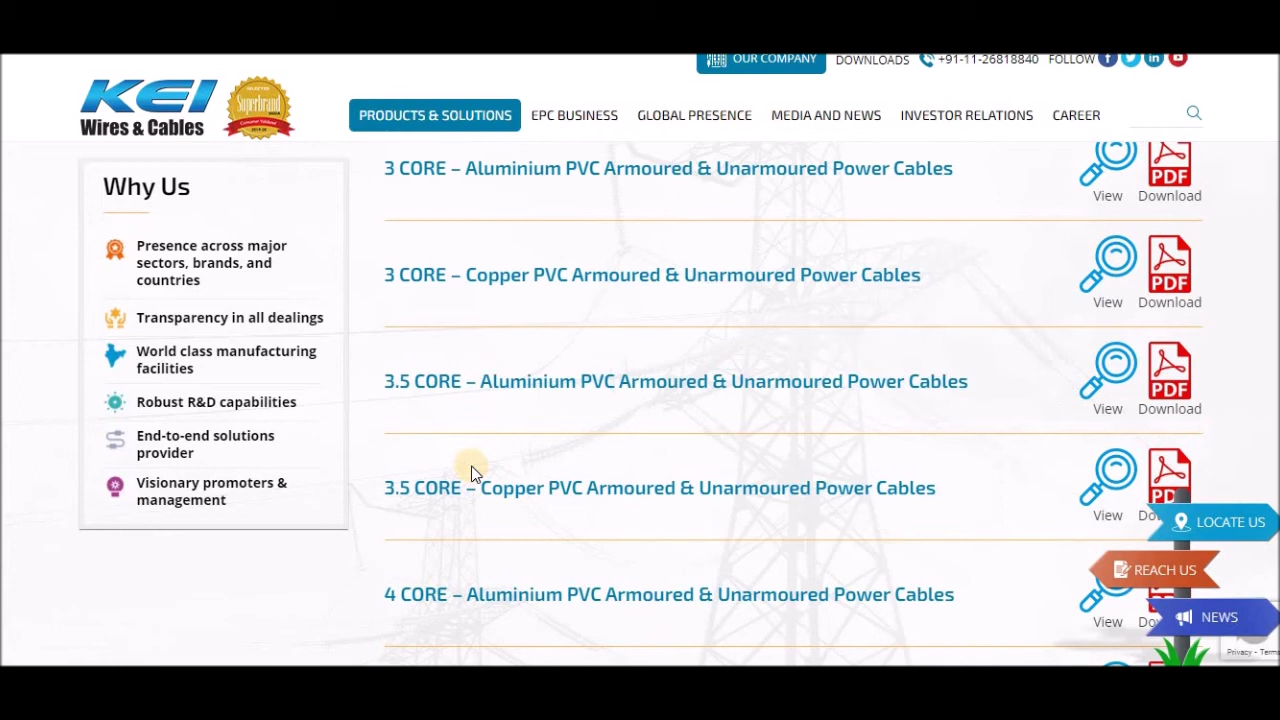 OUR COMPANY DOWNLOADS +91-11-26818840 FOLLOW
KEI
Wires & Cables
Superbrand
PRODUCTS & SOLUTIONS EPC BUSINESS GLOBAL PRESENCE MEDIA AND NEWS INVESTOR RELATIONS CAREER
Why Us
Presence across major
sectors, brands, and
countries
Transparency in all dealings
World class manufacturing
facilities
Robust R&D capabilities
End-to-end solutions
provider
Visionary promoters &
management
3 CORE – Aluminium PVC Armoured & Unarmoured Power Cables
PDF
View Download
3 CORE – Copper PVC Armoured & Unarmoured Power Cables
PDF
View Download
3.5 CORE – Aluminium PVC Armoured & Unarmoured Power Cables
PDF
View Download
3.5 CORE – Copper PVC Armoured & Unarmoured Power Cables
View
4 CORE – Aluminium PVC Armoured & Unarmoured Power Cables
View
LOCATE US
REACH US
NEWS
Privacy - Terms